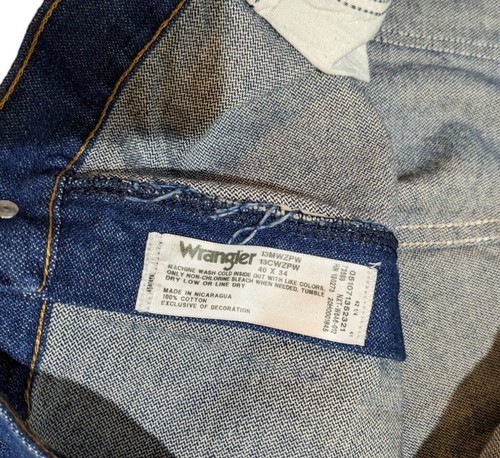 Wrangler
13MWZPW
13CWZPW
40 X 34
MACHINE WASH COLD INSIDE OUT WITH LIKE COLORS,
ONLY NON-CHLORINE BLEACH WHEN NEEDED, TUMBLE
DRY LOW OR LINE DRY
MADE IN NICARAGUA
100% COTTON
EXCLUSIVE OF DECORATION